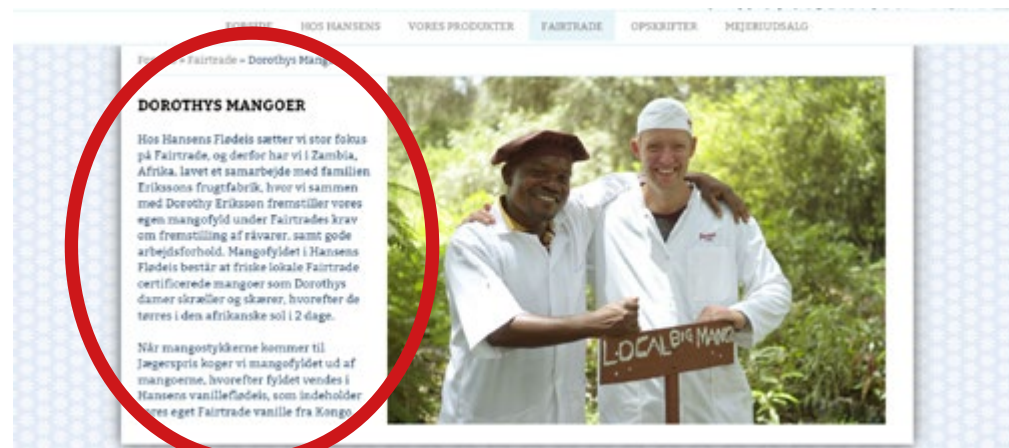 FORSIDE HOS HANSENS VORES PRODUKTER FAIRTRADE OPSKRIFTER MEJERIUDSALG
» Fairtrade » Dorothys
DOROTHYS MANGOER
Hos Hansens Flødeis sætter vi stor fokus
på Fairtrade, og derfor har vi i Zambia,
Afrika, lavet et samarbejde med familien
Erikssons frugtfabrik, hvor vi sammen
med Dorothy Eriksson fremstiller vores
egen mangofyld under Fairtrades krav
om fremstilling af råvarer, samt gode
arbejdsforhold. Mangofyldet i Hansens
Flødeis består at friske lokale Fairtrade
certificerede mangoer som Dorothys
damer skræller og skærer, hvorefter de
tørres i den afrikanske sol i 2 dage.
Når mangostykkerne kommer til
Jægerspris koger vi mangofyldet ud af
mangoerne, hvorefter fyldet vendes i
Hansens vanilleflødeis, som indeholder
vores eget Fairtrade vanille fra Kongo.
LOCAL BIG MANG